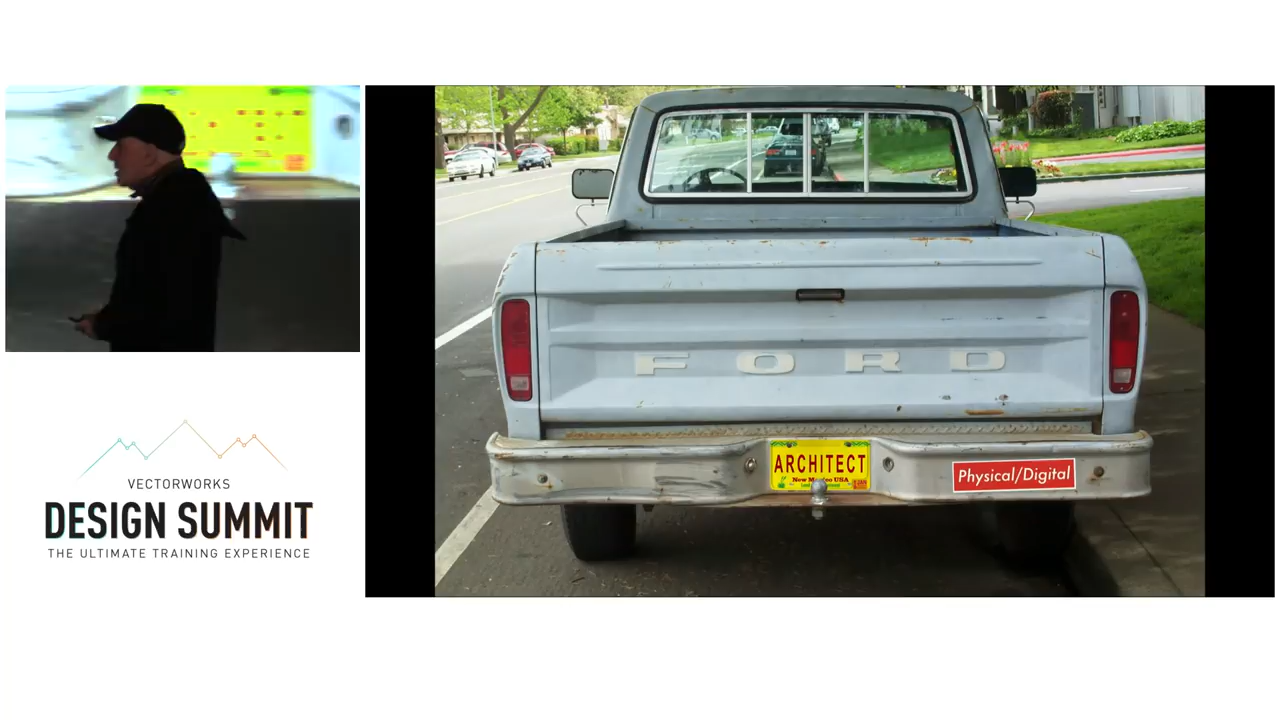 VECTORWORKS
DESIGN SUMMIT
THE ULTIMATE TRAINING EXPERIENCE
FORD
ARCHITECT
New Mexico USA
Physical/Digital